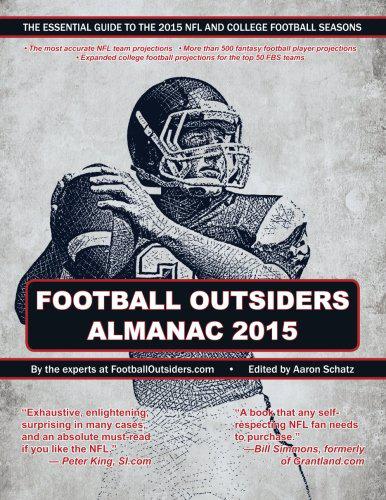 THE ESSENTIAL GUIDE TO THE 2015 NFL AND COLLEGE FOOTBALL SEASONS
• The most accurate NFL team projections • More than 500 fantasy football player projections
• Expanded college football projections for the top 50 FBS teams
FOOTBALL OUTSIDERS
ALMANAC 2015
By the experts at FootballOutsiders.com • Edited by Aaron Schatz
“Exhaustive, enlightening,
surprising in many cases,
and an absolute must-read
if you like the NFL.”
— Peter King, SI.com
“A book that any self-
respecting NFL fan needs
to purchase.”
—Bill Simmons, formerly
of Grantland.com